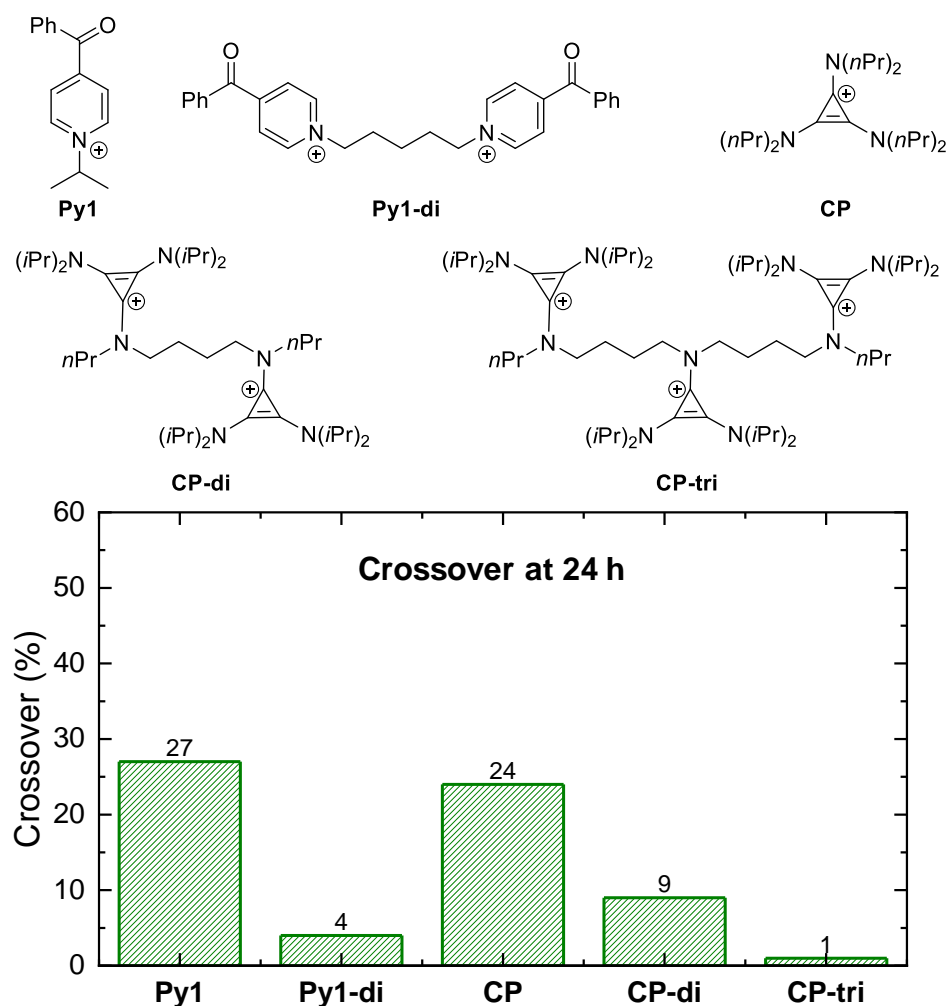 Ph O
N
⊕
Py1
O O
Ph Ph
N N
⊕ ⊕
Py1-di
N(nPr)2
⊕
(nPr)2N N(nPr)2
CP
(iPr)2N N(iPr)2
⊕
N
nPr
N nPr
⊕
(iPr)2N N(iPr)2
CP-di
(iPr)2N N(iPr)2 (iPr)2N N(iPr)2
⊕ ⊕
N N
nPr N nPr
⊕
(iPr)2N N(iPr)2
CP-tri
Crossover at 24 h
Crossover (%)
60
50
40
30
20
10
0
27
4
24
9
1
Py1 Py1-di CP CP-di CP-tri